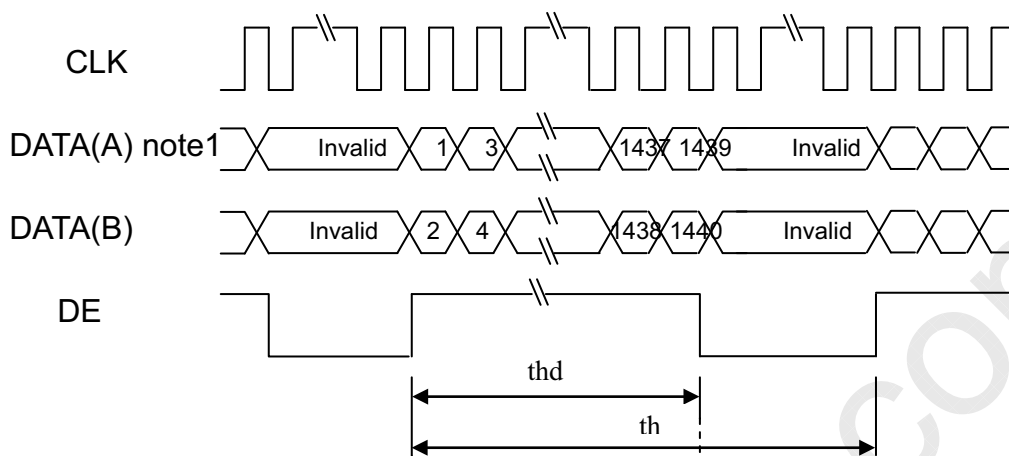 CLK
DATA(A) note1 Invalid 1 3 1437 1439 Invalid
DATA(B) Invalid 2 4 1438 1440 Invalid
DE
thd
th